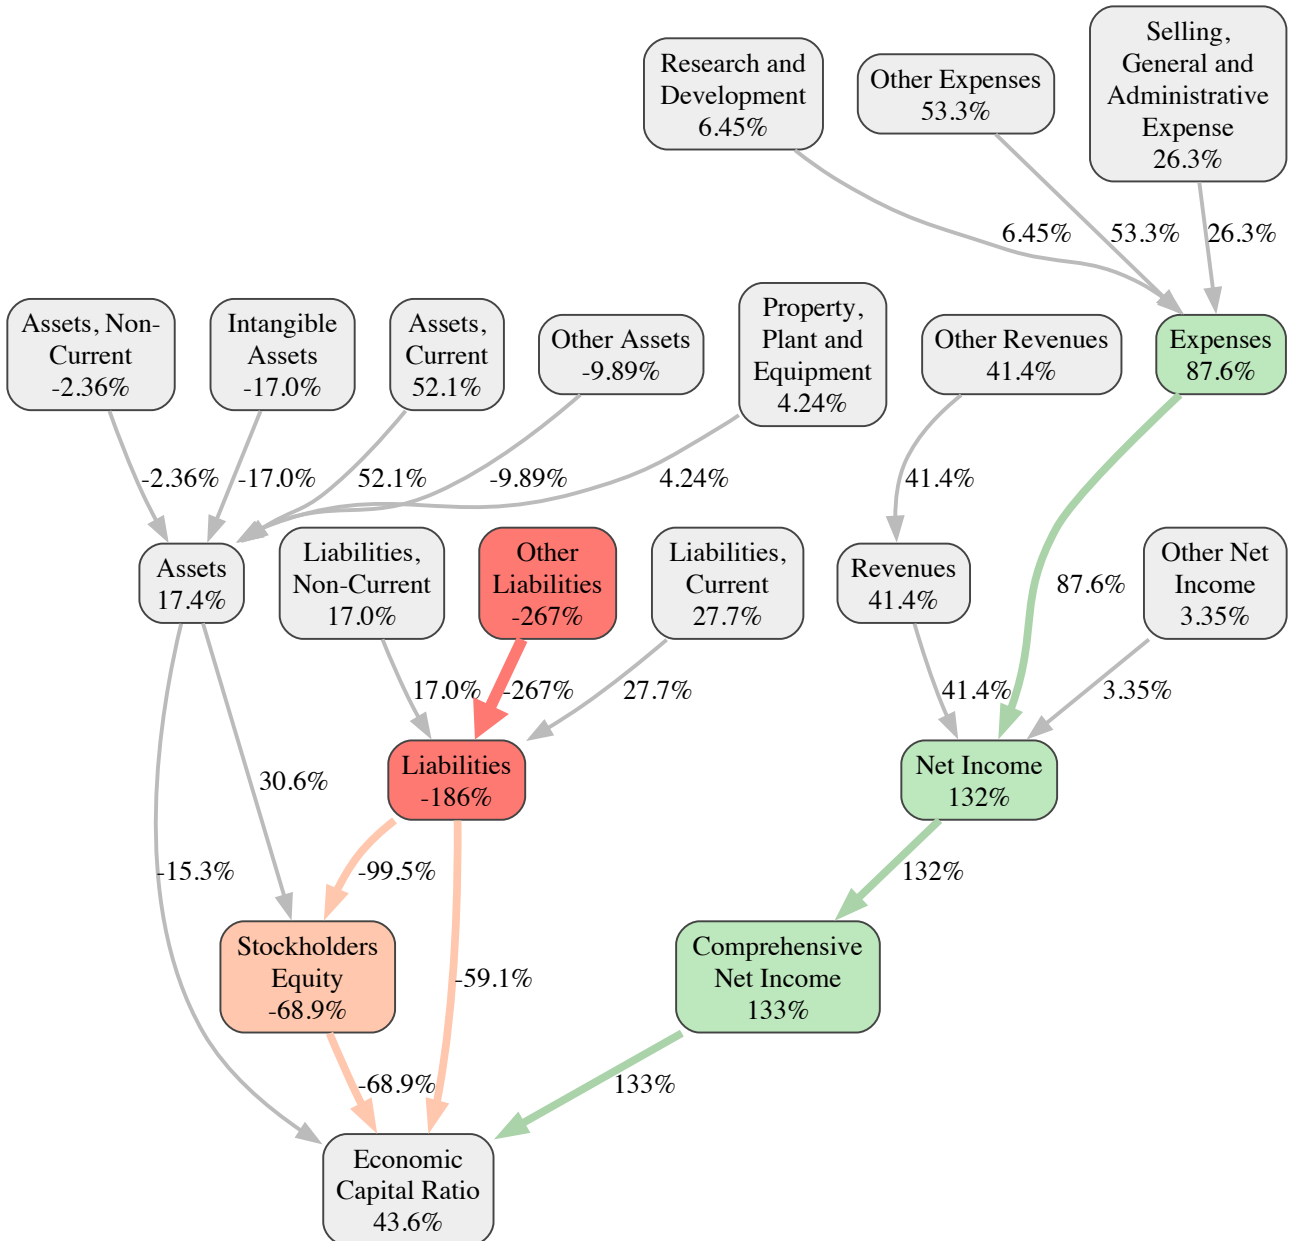 Research and
Development
6.45%
Other Expenses
53.3%
Selling,
General and
Administrative
Expense
26.3%
6.45%
53.3%
26.3%
Assets, Non-
Current
-2.36%
Intangible
Assets
-17.0%
Assets,
Current
52.1%
Other Assets
-9.89%
Property,
Plant and
Equipment
4.24%
Other Revenues
41.4%
Expenses
87.6%
-2.36%
-17.0%
52.1%
-9.89%
4.24%
41.4%
87.6%
Assets
17.4%
Liabilities,
Non-Current
17.0%
Other
Liabilities
-267%
Liabilities,
Current
27.7%
Revenues
41.4%
Other Net
Income
3.35%
17.0%
-267%
27.7%
41.4%
3.35%
30.6%
Liabilities
-186%
Net Income
132%
-15.3%
-99.5%
132%
Stockholders
Equity
-68.9%
-59.1%
Comprehensive
Net Income
133%
-68.9%
133%
Economic
Capital Ratio
43.6%